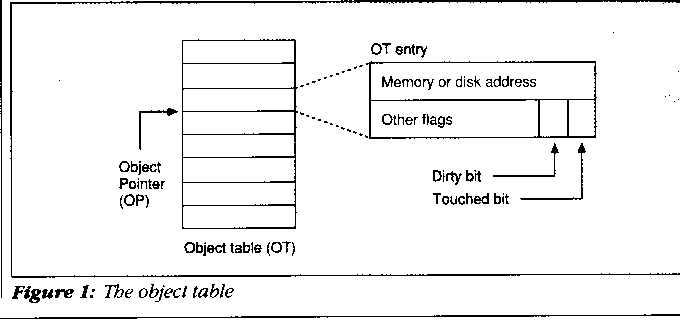 OT entry
Memory or disk address
Other flags
Object
Pointer
(OP)
Dirty bit
Touched bit
Object table (OT)
Figure 1: The object table